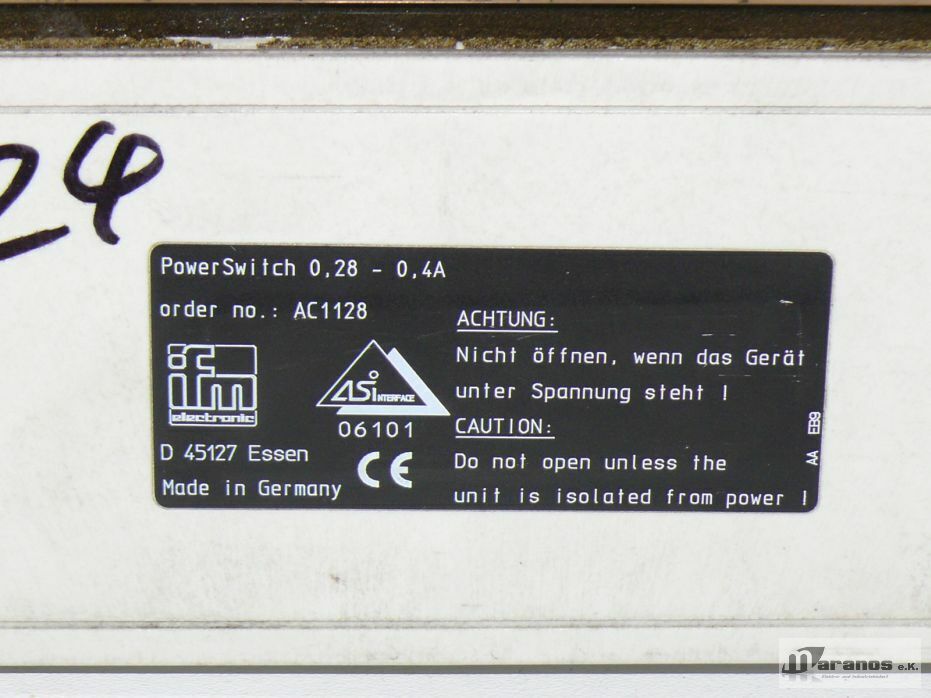 24
PowerSwitch 0,28 - 0,4A
order no.: AC1128
ifm
electronic
ASi INTERFACE
06101
D 45127 Essen
CE
Made in Germany
ACHTUNG:
Nicht öffnen, wenn das Gerät
unter Spannung steht !
CAUTION:
Do not open unless the
unit is isolated from power !
AA EB9
Maranos e.K.